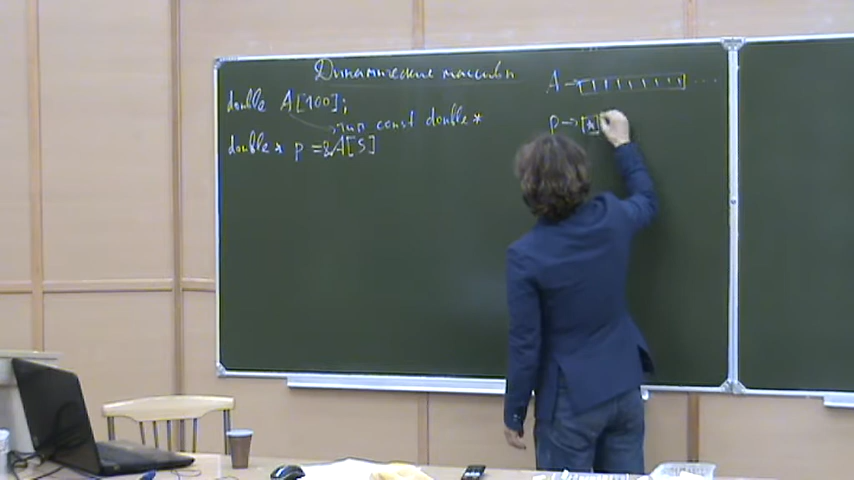 Динамические массивы
double A[100];
тип const double *
double * p = &A[5]
A → ...
p → [*]